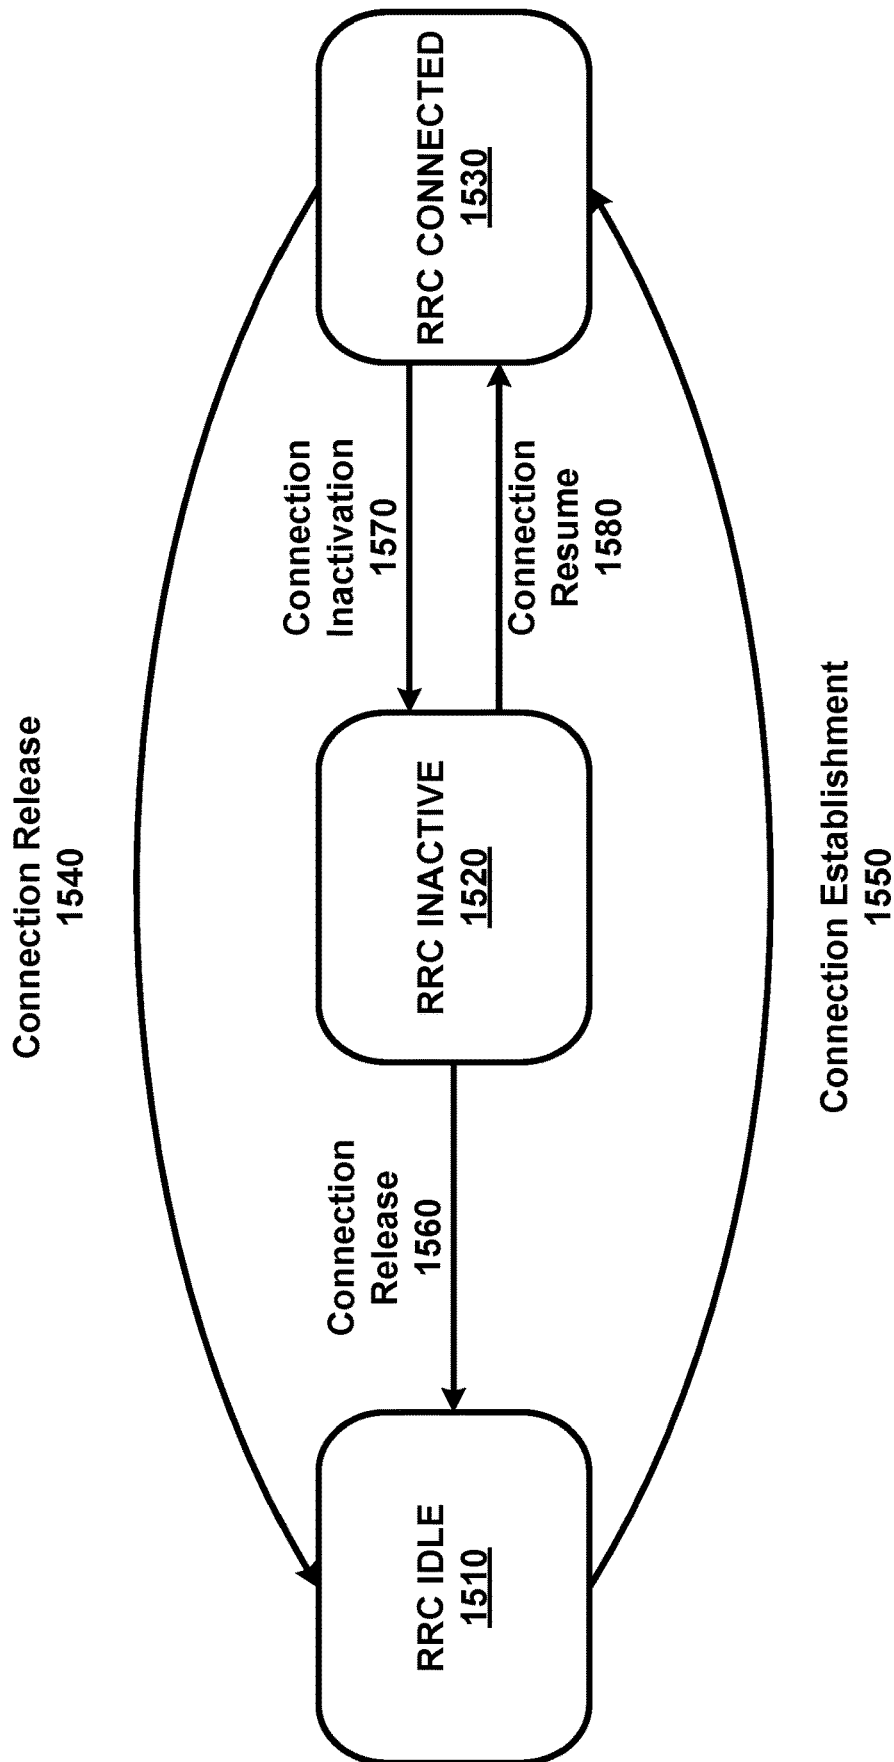 Connection Release
1540
RRC IDLE
1510
Connection
Release
1560
RRC INACTIVE
1520
Connection
Inactivation
1570
Connection
Resume
1580
RRC CONNECTED
1530
Connection Establishment
1550